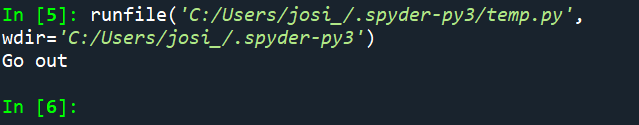 In [5]: runfile('C:/Users/josi_/.spyder-py3/temp.py',
wdir='C:/Users/josi_/.spyder-py3')
Go out
In [6]: